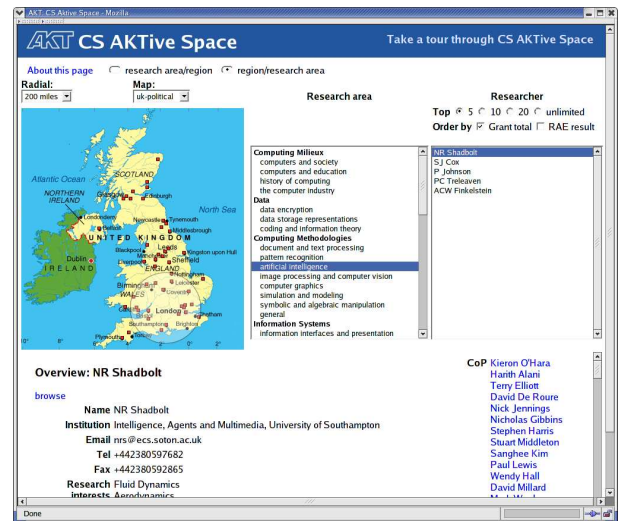 AKT CS AKtive Space - Mozilla
AKT CS AKTive Space
Take a tour through CS AKTive Space
About this page
research area/region
region/research area
Radial:
200 miles
Map:
uk-political
Research area
Researcher
Top 5 10 20 unlimited
Order by Grant total RAE result
Atlantic Ocean
SCOTLAND
Glasgow
Edinburgh
NORTHERN
IRELAND
North Sea
Londonderry
Belfast
Newcastle
Tynemouth
Middlesbrough
UNITED KINGDOM
Blackpool
Leeds
Kingston upon Hull
Dublin
Liverpool
Sheffield
IRELAND
ENGLAND
Nottingham
Birmingham
Leicester
WALES
Coventry
London
Chatham
Bristol
Southampton
Brighton
Plymouth
Computing Milieux
computers and society
computers and education
history of computing
the computer industry
Data
data encryption
data storage representations
coding and information theory
Computing Methodologies
document and text processing
pattern recognition
artificial intelligence
image processing and computer vision
computer graphics
simulation and modeling
symbolic and algebraic manipulation
general
Information Systems
information interfaces and presentation
NR Shadbolt
SJ Cox
P Johnson
PC Treleaven
ACW Finkelstein
Overview: NR Shadbolt
browse
Name NR Shadbolt
Institution Intelligence, Agents and Multimedia, University of Southampton
Email nrs@ecs.soton.ac.uk
Tel +442380597682
Fax +442380592865
Research Fluid Dynamics
interests Aerodynamics
CoP Kieron O'Hara
Harith Alani
Terry Elliott
David De Roure
Nick Jennings
Nicholas Gibbins
Stephen Harris
Stuart Middleton
Sanghee Kim
Paul Lewis
Wendy Hall
David Millard
Done